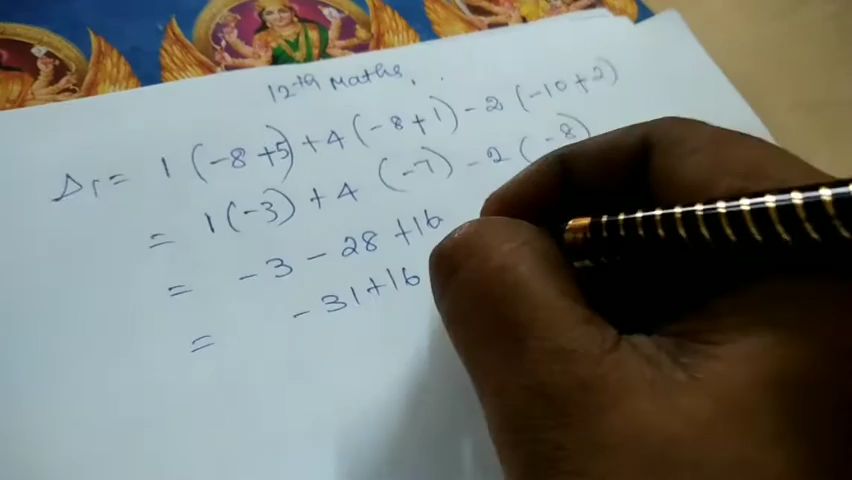 12th Maths.
Δ1 = 1 (-8+5) + 4 (-8+1) - 2 (-10+2)
= 1 (-3) + 4 (-7) - 2 (-8)
= -3 - 28 + 16
= -31 + 16